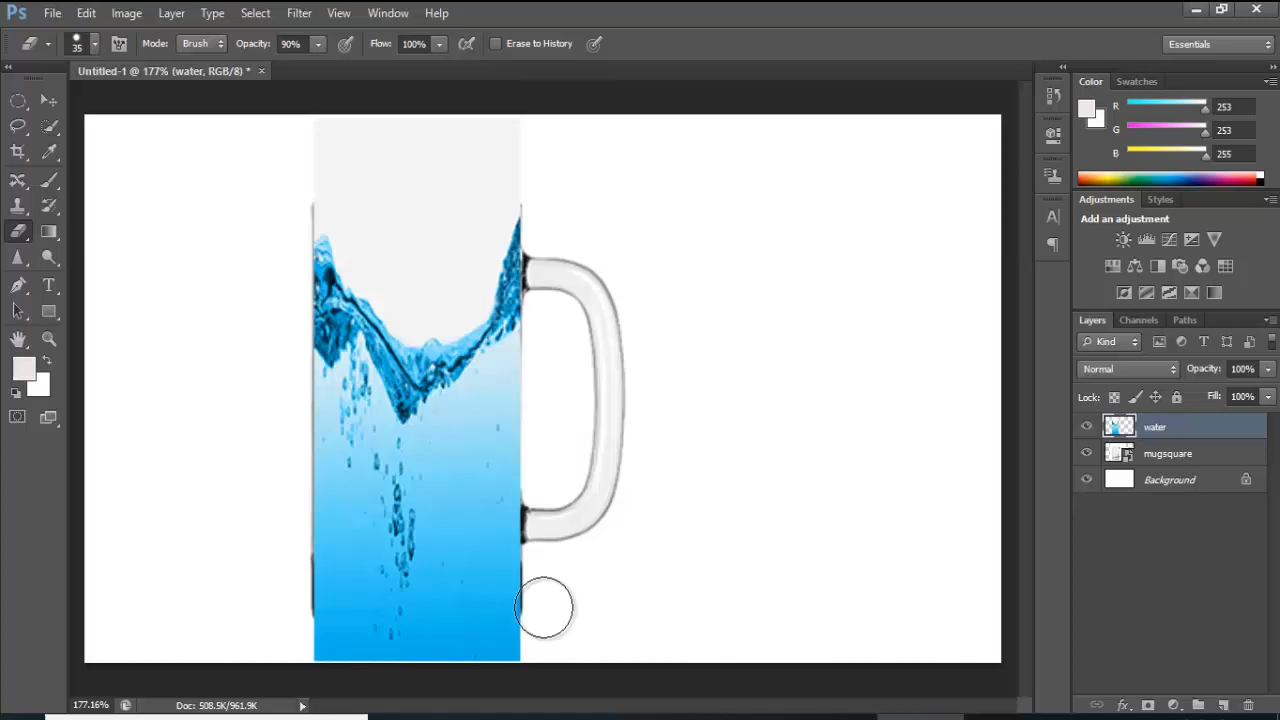 Ps File Edit Image Layer Type Select Filter View Window Help
35 Mode: Brush Opacity: 90% Flow: 100% Erase to History Essentials
Untitled-1 @ 177% (water, RGB/8) * ×
Color Swatches
R 253
G 253
B 255
Adjustments Styles
Add an adjustment
Layers Channels Paths
Kind
Normal Opacity: 100%
Lock: Fill: 100%
water
mugsquare
Background
177.16% Doc: 508.5K/961.9K